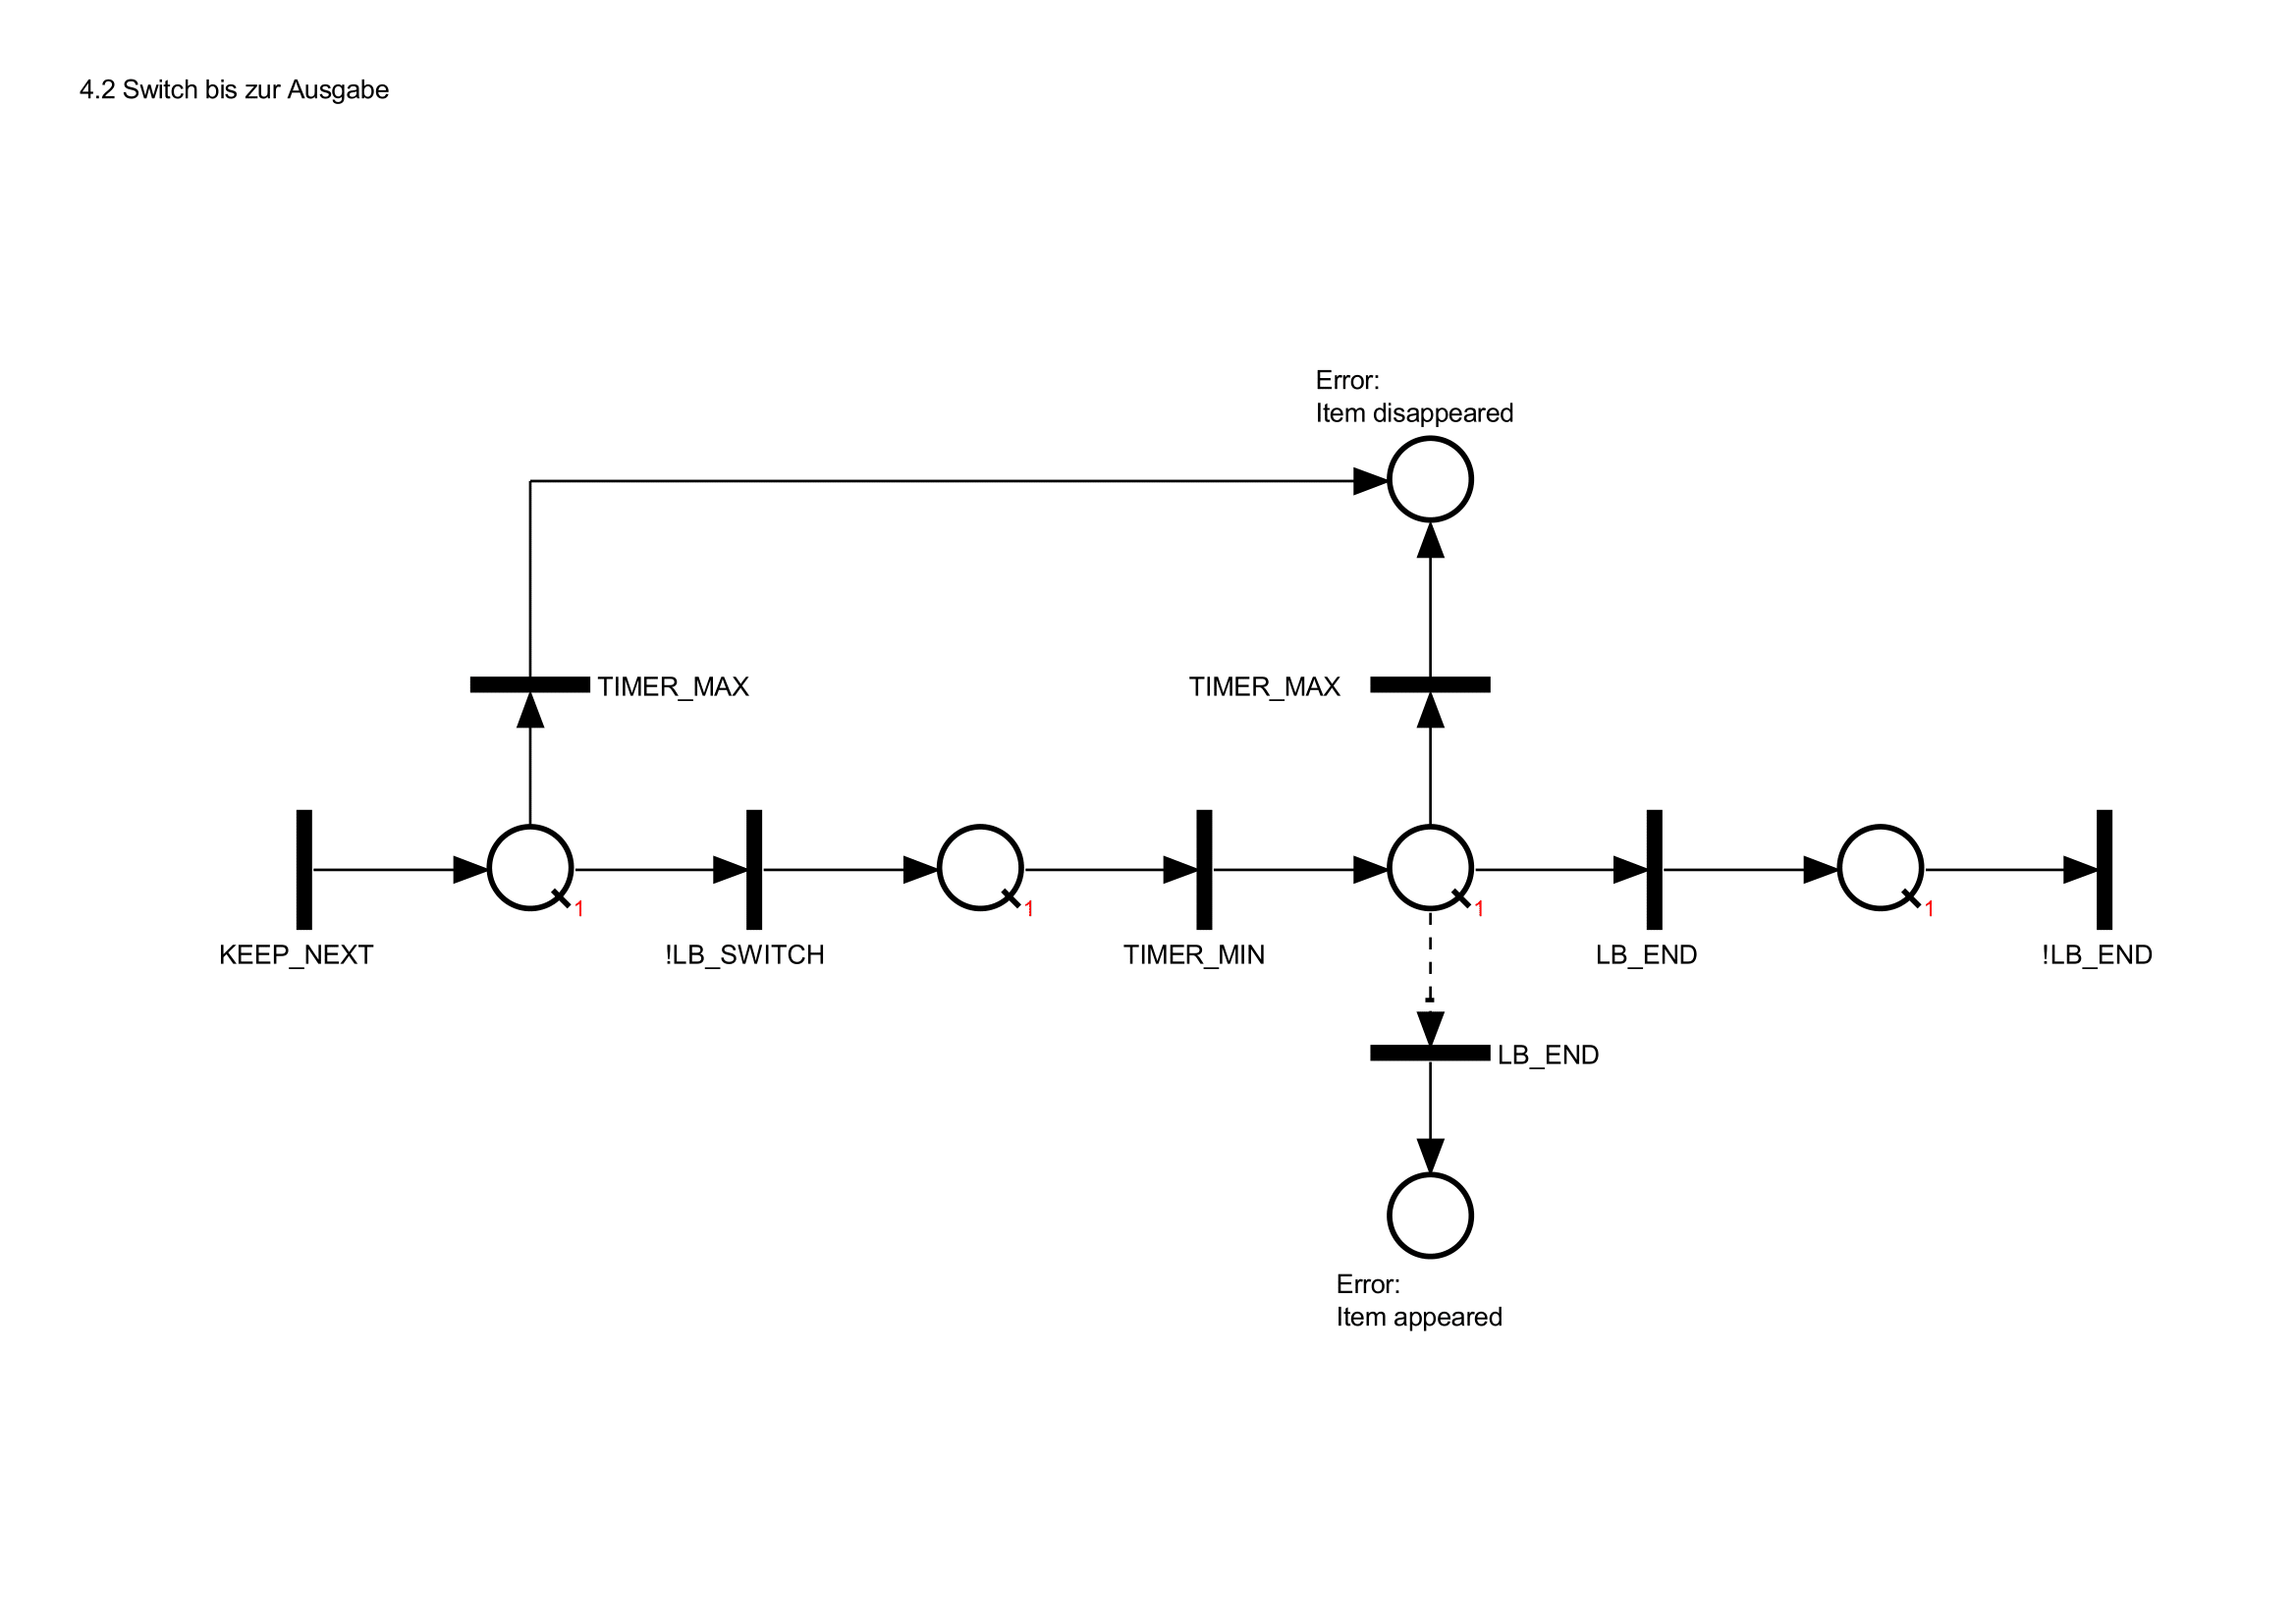 4.2 Switch bis zur Ausgabe
Error:
Item disappeared
TIMER_MAX
TIMER_MAX
1
1
1
1
KEEP_NEXT
!LB_SWITCH
TIMER_MIN
LB_END
!LB_END
LB_END
Error:
Item appeared